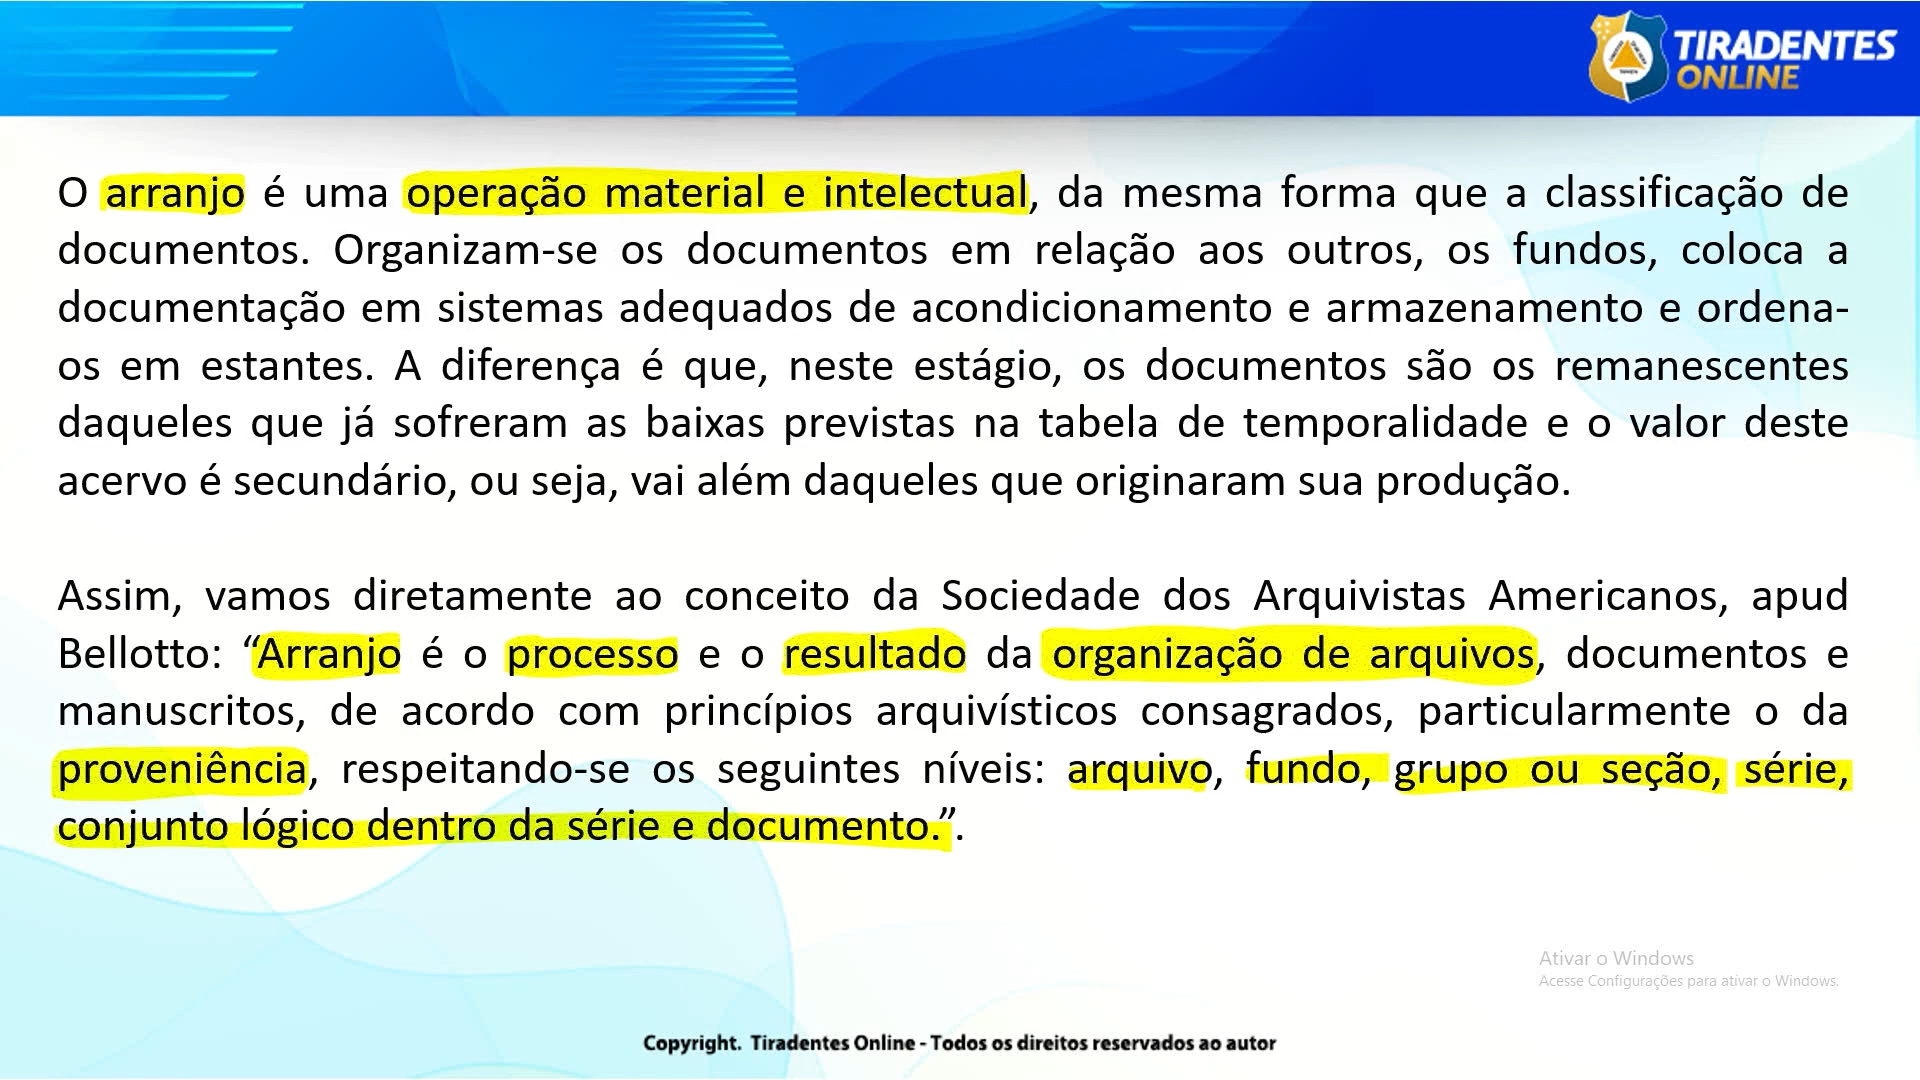 TIRADENTES
ONLINE
O arranjo é uma operação material e intelectual, da mesma forma que a classificação de
documentos. Organizam-se os documentos em relação aos outros, os fundos, coloca a
documentação em sistemas adequados de acondicionamento e armazenamento e ordena-
os em estantes. A diferença é que, neste estágio, os documentos são os remanescentes
daqueles que já sofreram as baixas previstas na tabela de temporalidade e o valor deste
acervo é secundário, ou seja, vai além daqueles que originaram sua produção.
Assim, vamos diretamente ao conceito da Sociedade dos Arquivistas Americanos, apud
Bellotto: “Arranjo é o processo e o resultado da organização de arquivos, documentos e
manuscritos, de acordo com princípios arquivísticos consagrados, particularmente o da
proveniência, respeitando-se os seguintes níveis: arquivo, fundo, grupo ou seção, série,
conjunto lógico dentro da série e documento.”.
Ativar o Windows
Acesse Configurações para ativar o Windows.
Copyright. Tiradentes Online - Todos os direitos reservados ao autor